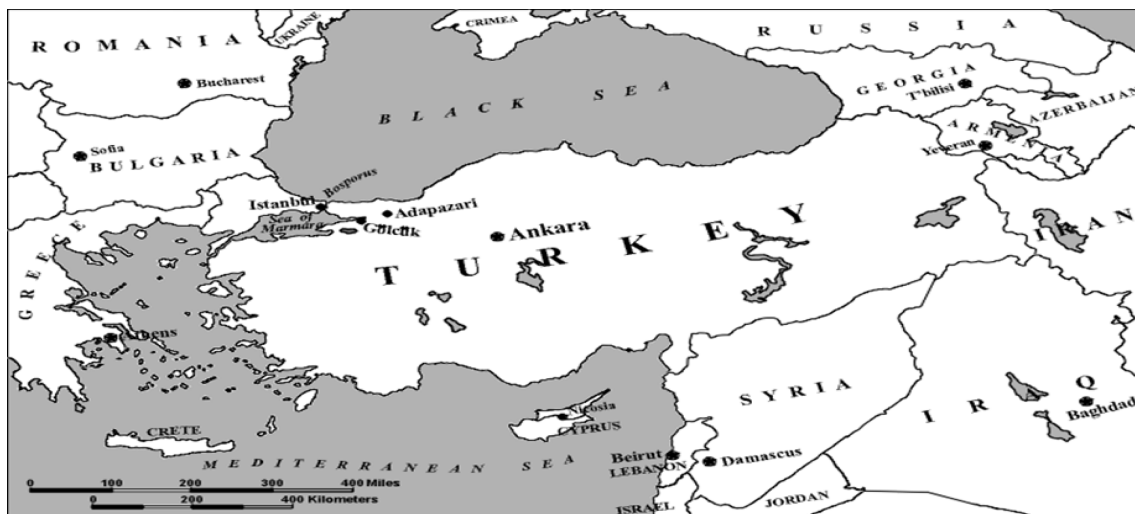 ROMANIA
UKRAINE
CRIMEA
RUSSIA
Bucharest
BLACK SEA
GEORGIA
T'bilisi
AZERBAIJAN
ARMENIA
Yeveran
Sofia
BULGARIA
Bosporus
Istanbul
Sea of
Marmara
Adapazari
Golcuk
Ankara
TURKEY
IRAN
GREECE
Athens
SYRIA
IRAQ
Baghdad
Nicosia
CYPRUS
CRETE
MEDITERRANEAN SEA
Beirut
LEBANON
Damascus
ISRAEL
JORDAN
0 100 200 300 400 Miles
0 200 400 Kilometers